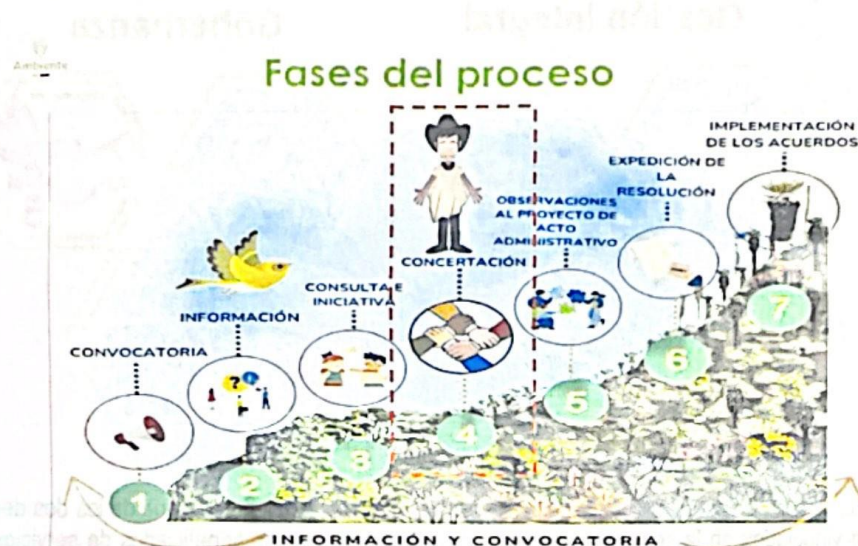 Ambiente
Fases del proceso
CONVOCATORIA
INFORMACIÓN
CONSULTA E
INICIATIVA
CONCERTACIÓN
OBSERVACIONES
AL PROYECTO DE
ACTO
ADMINISTRATIVO
EXPEDICIÓN DE
LA
RESOLUCIÓN
IMPLEMENTACIÓN
DE LOS ACUERDOS
1
2
3
4
5
6
7
INFORMACIÓN Y CONVOCATORIA